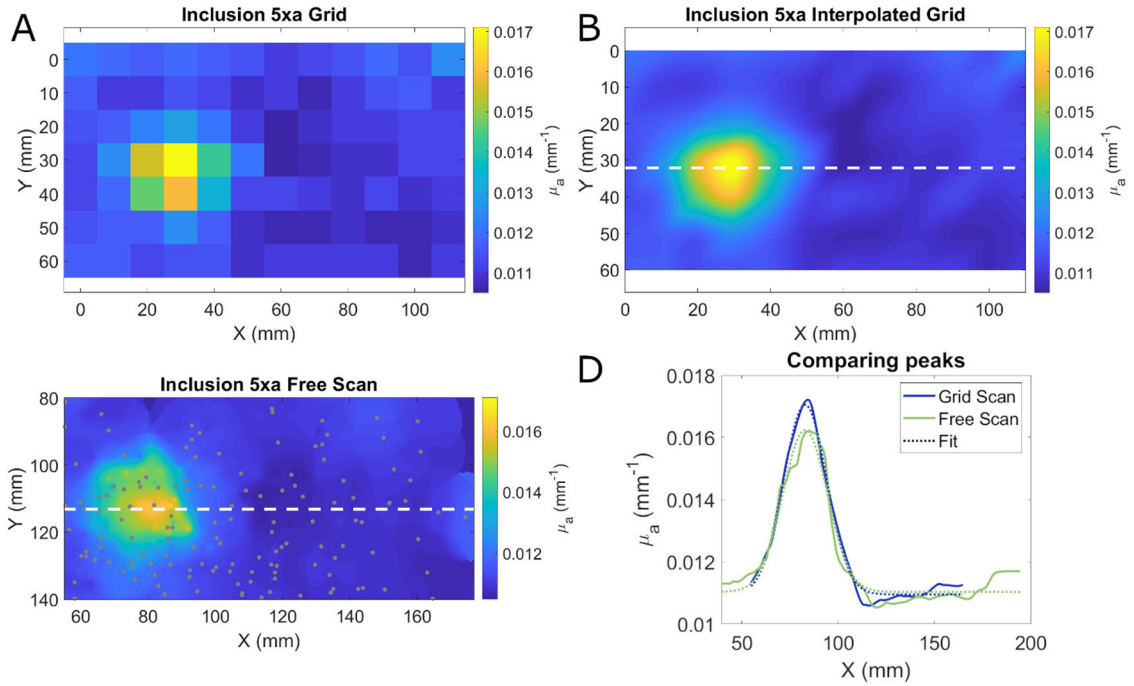 A
Inclusion 5xa Grid
0
10
20
30
40
50
60
Y (mm)
0 20 40 60 80 100
X (mm)
0.017
0.016
0.015
0.014
0.013
0.012
0.011
μa (mm-1)
B
Inclusion 5xa Interpolated Grid
0
10
20
30
40
50
60
Y (mm)
0 20 40 60 80 100
X (mm)
0.017
0.016
0.015
0.014
0.013
0.012
0.011
μa (mm-1)
Inclusion 5xa Free Scan
80
100
120
140
Y (mm)
60 80 100 120 140 160
X (mm)
0.016
0.014
0.012
μa (mm-1)
D
Comparing peaks
0.018
0.016
0.014
0.012
0.01
μa (mm-1)
50 100 150 200
X (mm)
Grid Scan
Free Scan
Fit